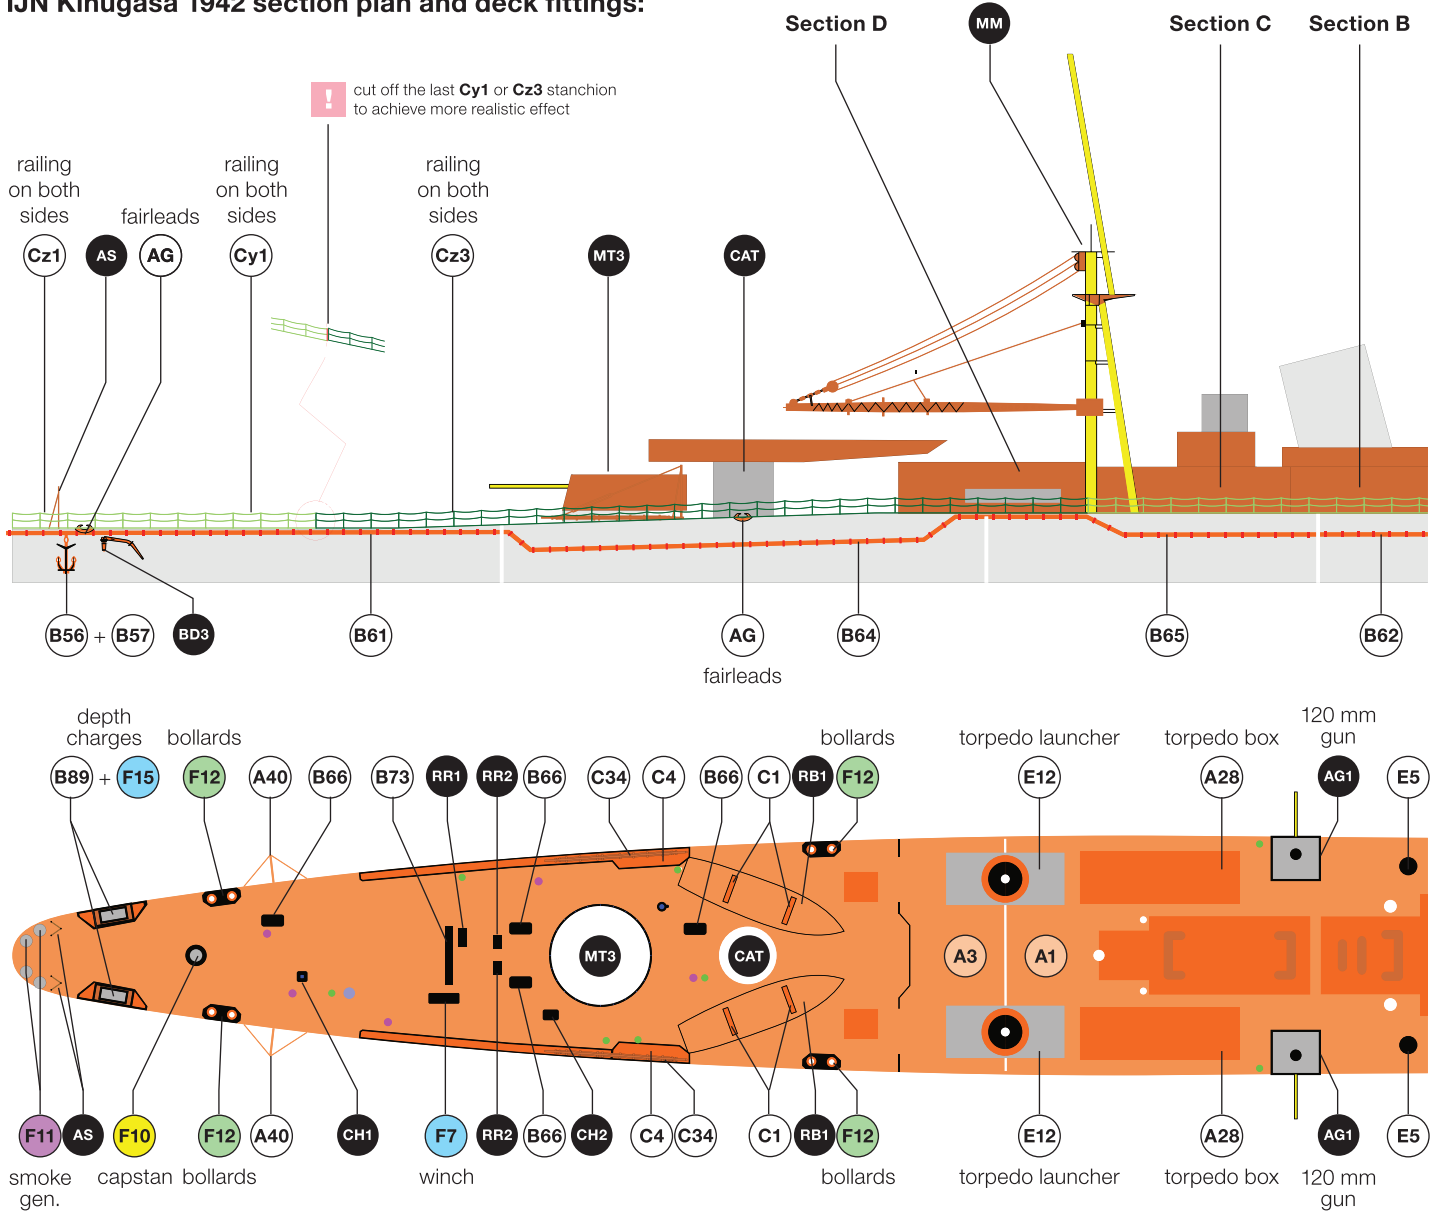 IJN Kinugasa 1942 section plan and deck fittings:
Section D
MM
Section C
Section B
! cut off the last Cy1 or Cz3 stanchion
to achieve more realistic effect
railing
on both
sides
fairleads
railing
on both
sides
railing
on both
sides
Cz1
AS
AG
Cy1
Cz3
MT3
CAT
B56 + B57
BD3
B61
AG
B64
B65
B62
fairleads
depth
charges
bollards
bollards
torpedo launcher
torpedo box
120 mm
gun
B89 + F15
F12
A40
B66
B73
RR1
RR2
B66
C34
C4
B66
C1
RB1
F12
E12
A28
AG1
E5
MT3
CAT
A3
A1
F11
AS
F10
F12
A40
CH1
F7
RR2
B66
CH2
C4
C34
C1
RB1
F12
E12
A28
AG1
E5
smoke
gen.
capstan
bollards
winch
bollards
torpedo launcher
torpedo box
120 mm
gun